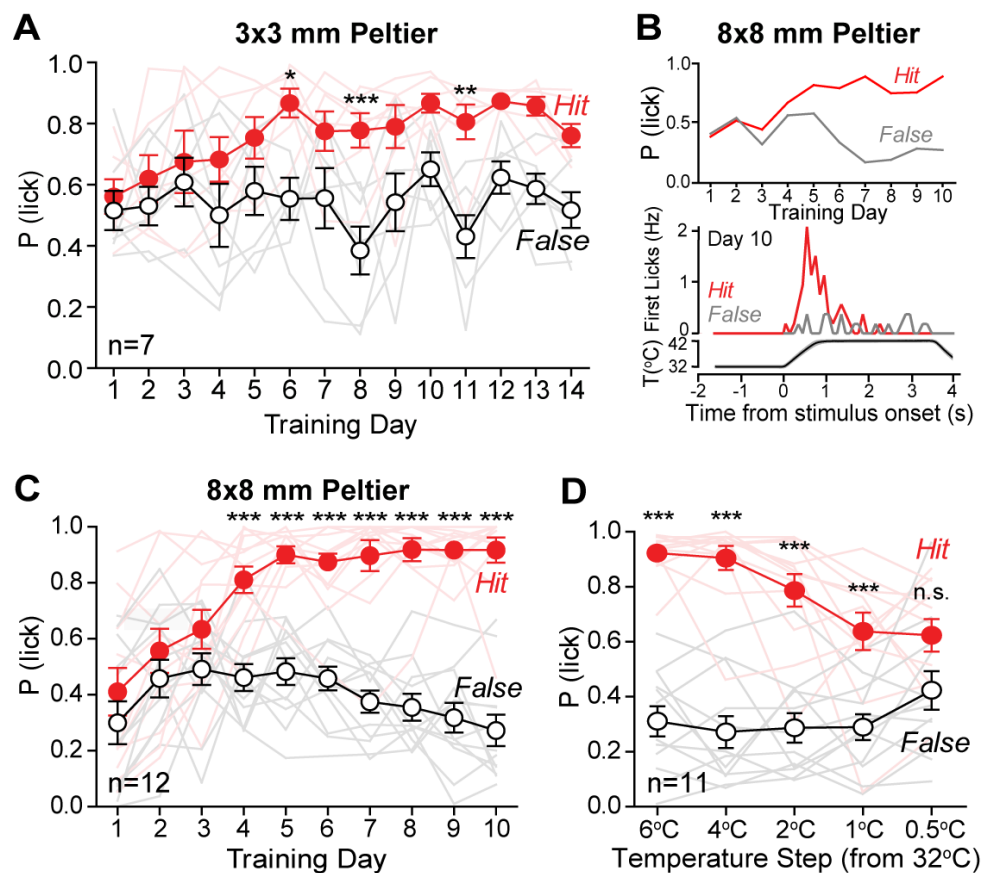 A
3x3 mm Peltier
P (lick)
1.0
0.8
0.6
0.4
0.2
0.0
*
***
**
Hit
False
n=7
1 2 3 4 5 6 7 8 9 10 11 12 13 14
Training Day
B
8x8 mm Peltier
P (lick)
1.0
0.5
0.0
Hit
False
1 2 3 4 5 6 7 8 9 10
Training Day
First Licks (Hz)
2
1
0
Day 10
Hit
False
T(ºC)
42
32
-2 -1 0 1 2 3 4
Time from stimulus onset (s)
C
8x8 mm Peltier
P (lick)
1.0
0.8
0.6
0.4
0.2
0.0
*** *** *** *** *** *** ***
Hit
False
n=12
1 2 3 4 5 6 7 8 9 10
Training Day
D
P (lick)
1.0
0.8
0.6
0.4
0.2
0.0
*** *** *** ***
n.s.
Hit
False
n=11
6ºC 4ºC 2ºC 1ºC 0.5ºC
Temperature Step (from 32ºC)